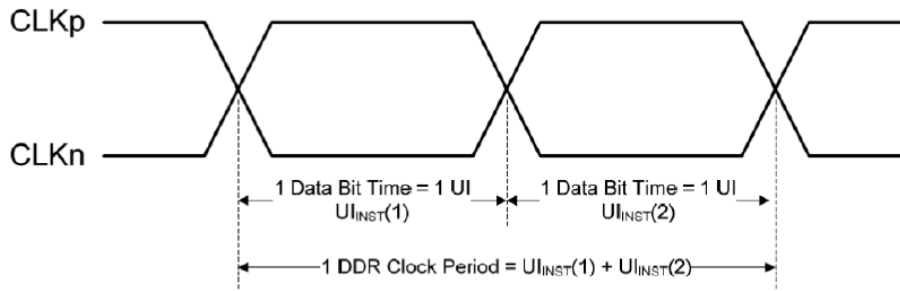 CLKp
CLKn
1 Data Bit Time = 1 UI
UIINST(1)
1 Data Bit Time = 1 UI
UIINST(2)
1 DDR Clock Period = UIINST(1) + UIINST(2)